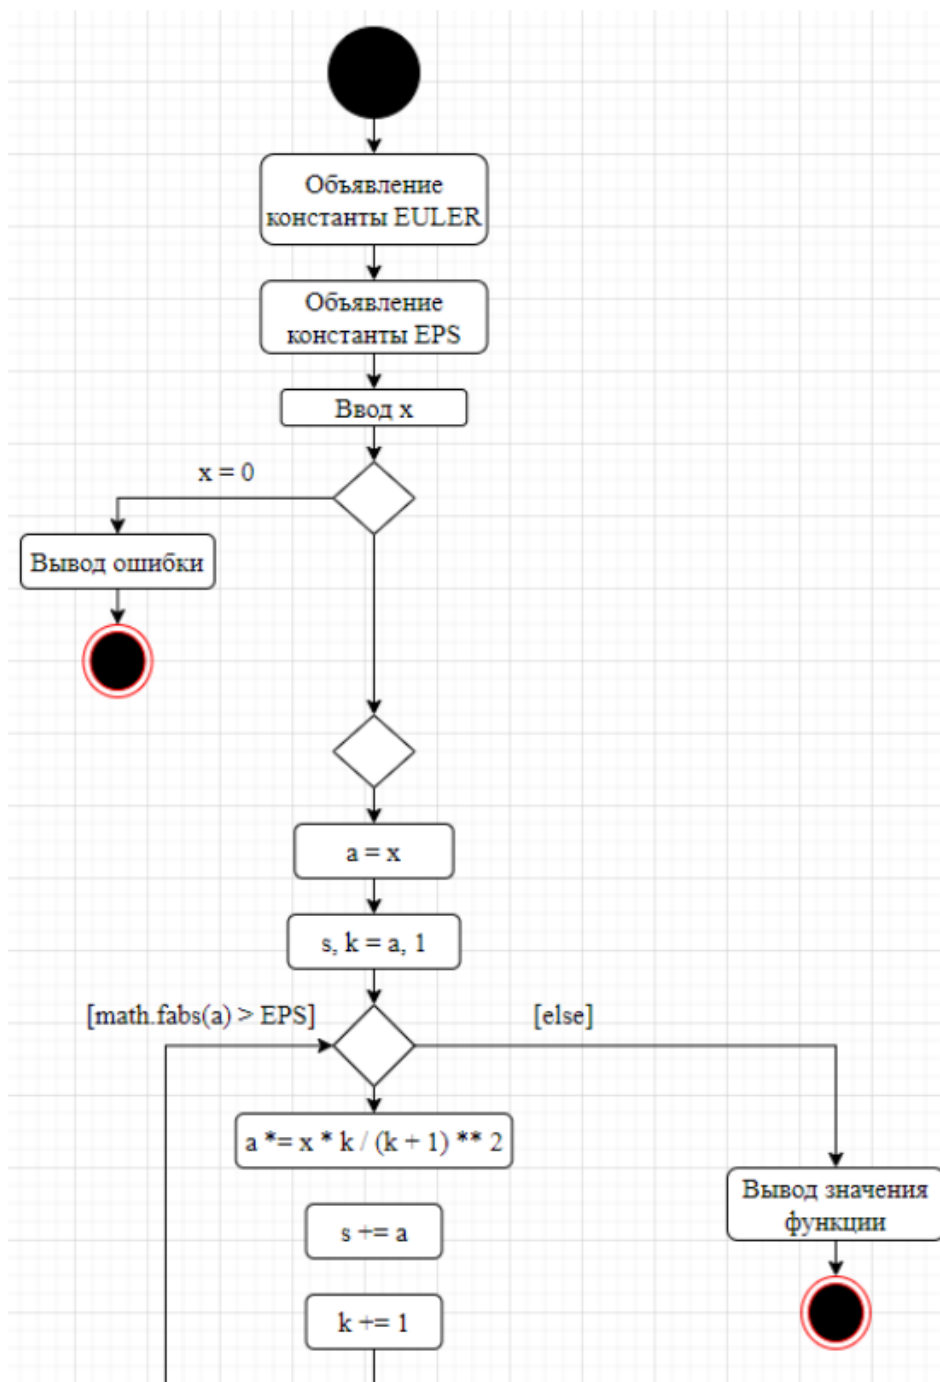 Объявление
константы EULER
Объявление
константы EPS
Ввод x
x = 0
Вывод ошибки
a = x
s, k = a, 1
[math.fabs(a) > EPS]
[else]
a *= x * k / (k + 1) ** 2
Вывод значения
функции
s += a
k += 1